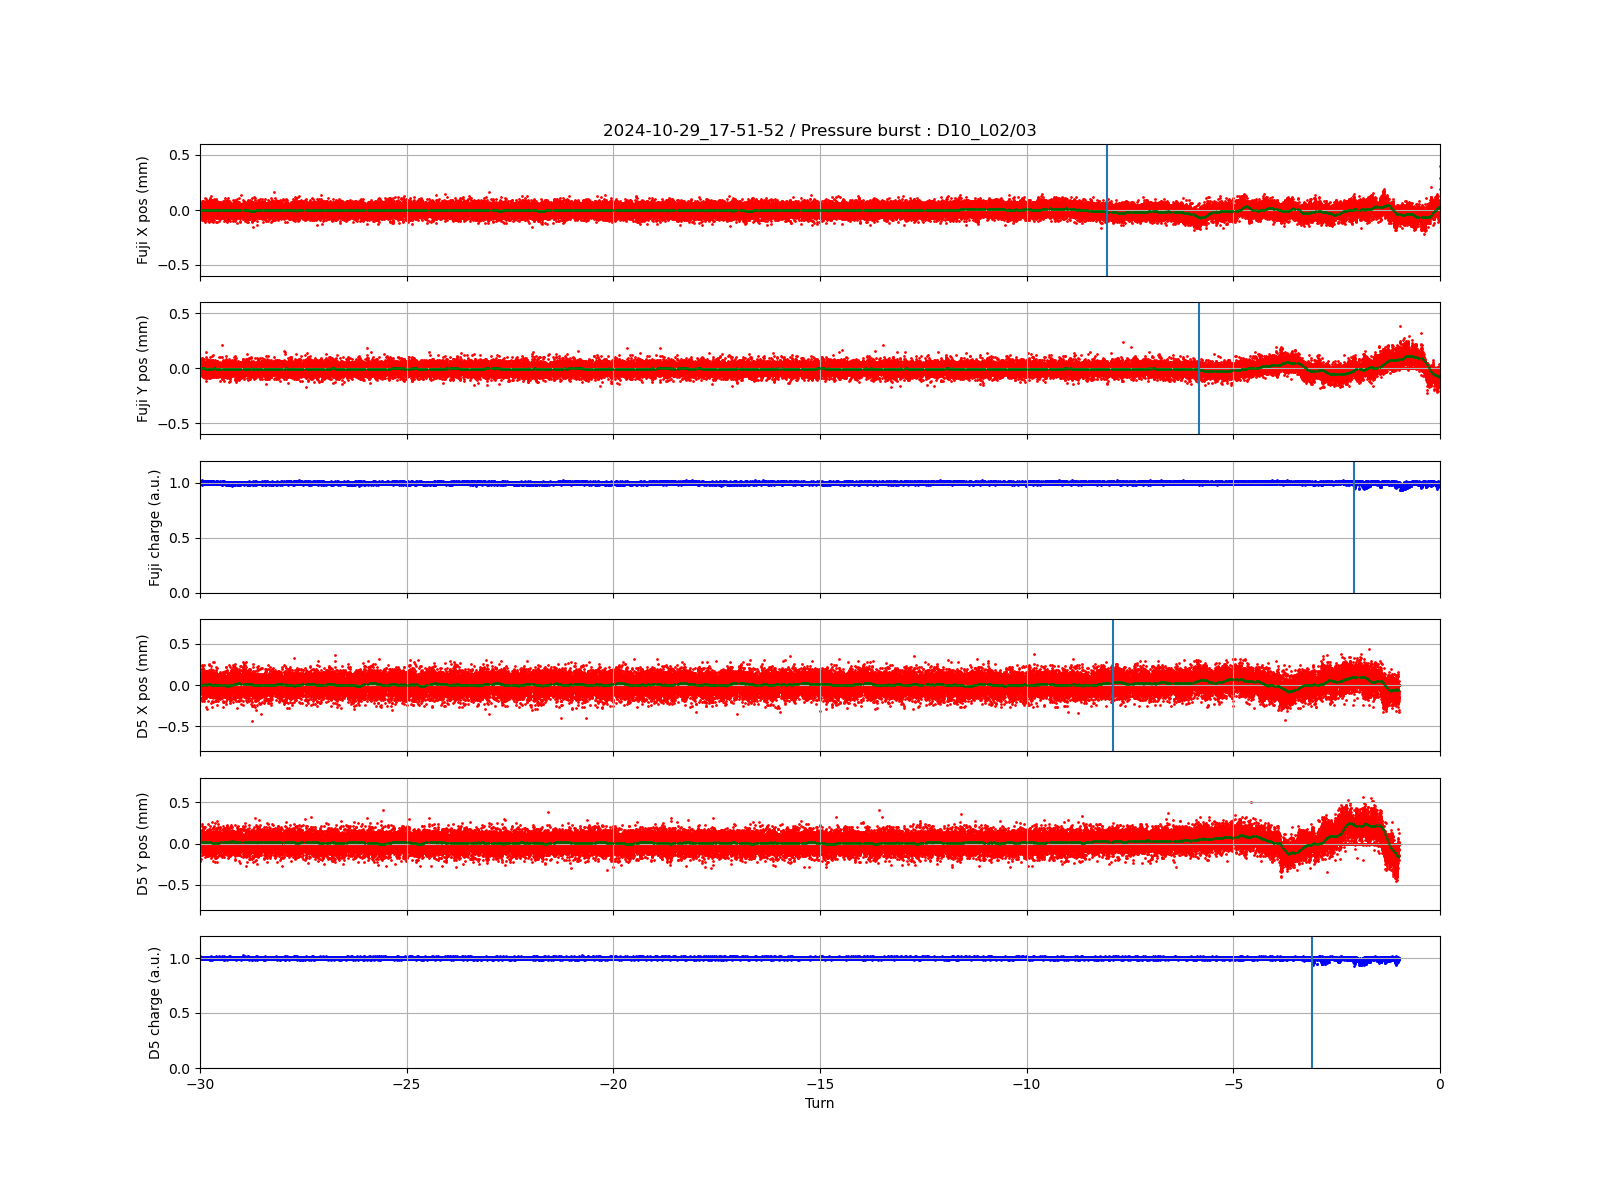 2024-10-29_17-51-52 / Pressure burst : D10_L02/03
Fuji X pos (mm)
0.5
0.0
−0.5
Fuji Y pos (mm)
0.5
0.0
−0.5
Fuji charge (a.u.)
1.0
0.5
0.0
D5 X pos (mm)
0.5
0.0
−0.5
D5 Y pos (mm)
0.5
0.0
−0.5
D5 charge (a.u.)
1.0
0.5
0.0
−30 −25 −20 −15 −10 −5 0
Turn